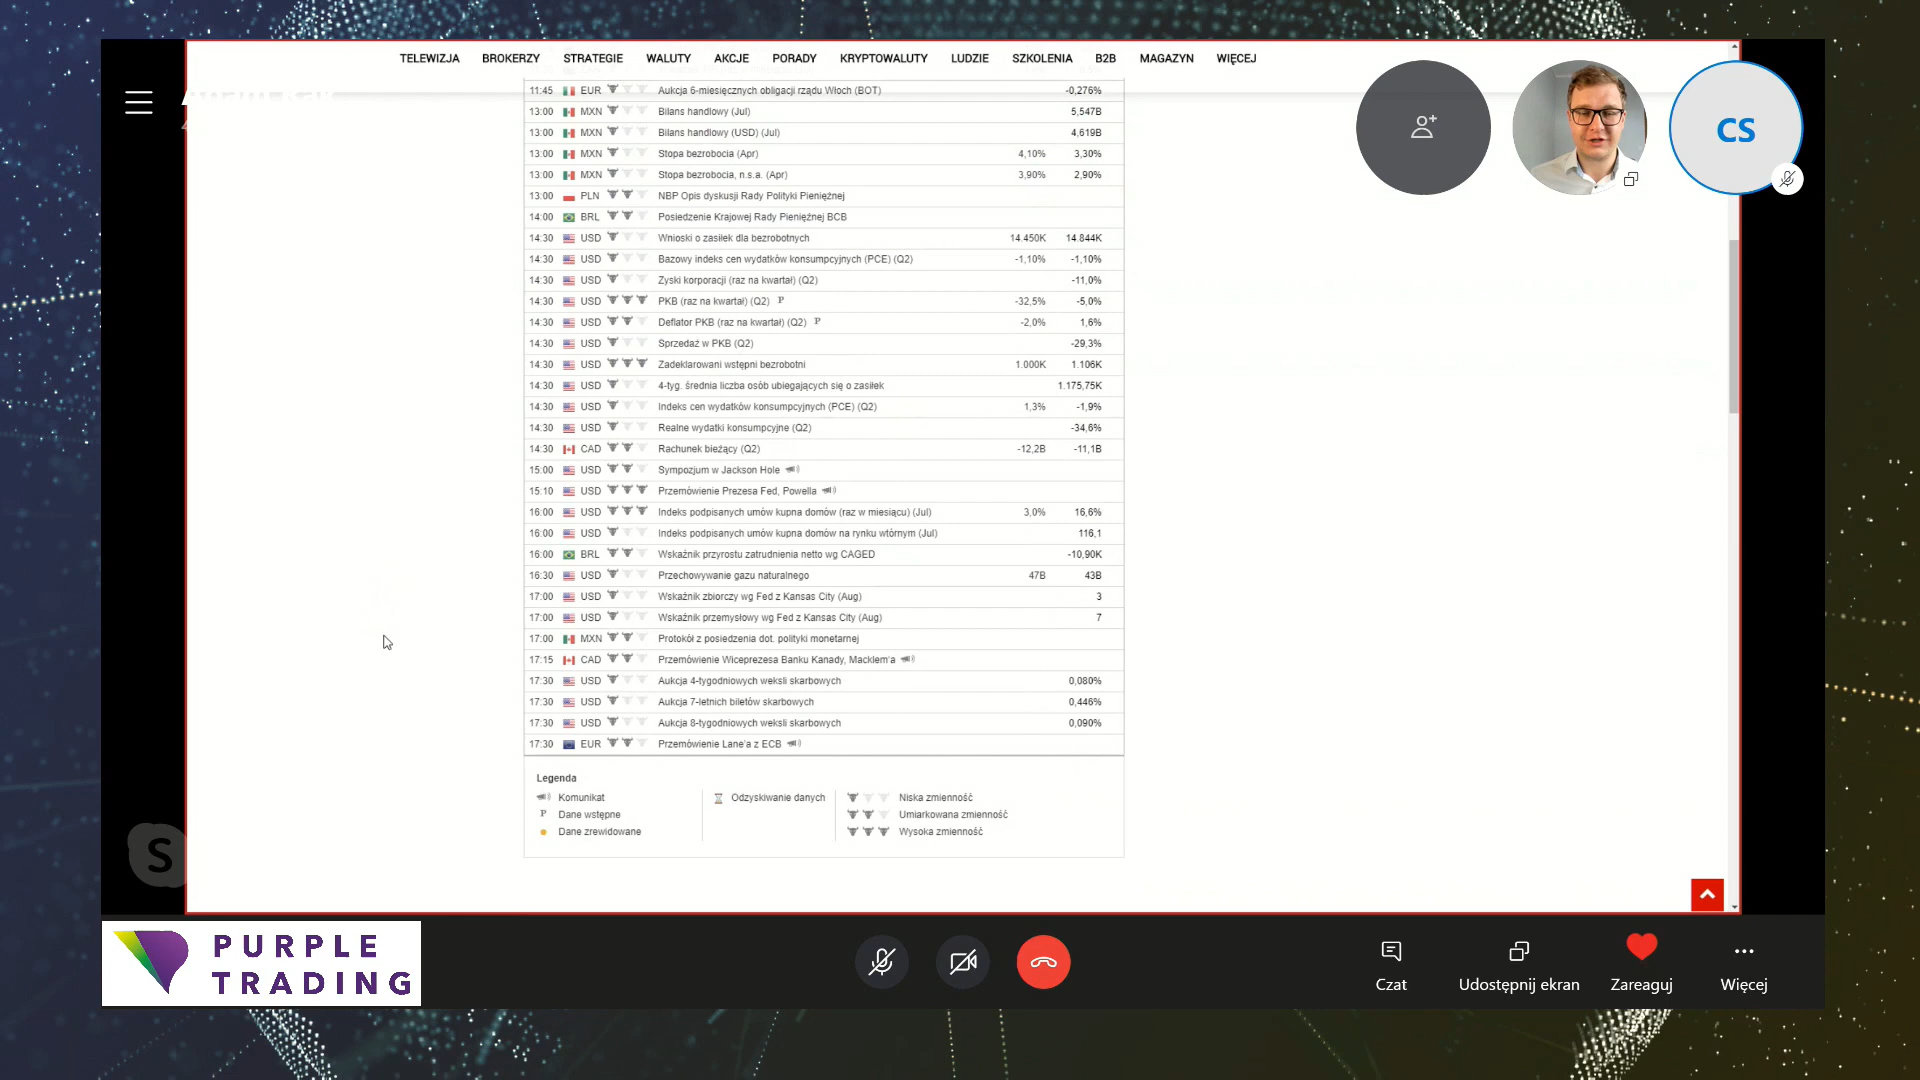 TELEWIZJA BROKERZY STRATEGIE WALUTY AKCJE PORADY KRYPTOWALUTY LUDZIE SZKOLENIA B2B MAGAZYN WIĘCEJ
11:45 EUR Aukcja 6-miesięcznych obligacji rządu Włoch (BOT) -0,276%
13:00 MXN Bilans handlowy (Jul) 5,547B
13:00 MXN Bilans handlowy (USD) (Jul) 4,619B
13:00 MXN Stopa bezrobocia (Apr) 4,10% 3,30%
13:00 MXN Stopa bezrobocia, n.s.a. (Apr) 3,90% 2,90%
13:00 PLN NBP Opis dyskusji Rady Polityki Pieniężnej
14:00 BRL Posiedzenie Krajowej Rady Pieniężnej BCB
14:30 USD Wnioski o zasiłek dla bezrobotnych 14.450K 14.844K
14:30 USD Bazowy indeks cen wydatków konsumpcyjnych (PCE) (Q2) -1,10% -1,10%
14:30 USD Zyski korporacji (raz na kwartał) (Q2) -11,0%
14:30 USD PKB (raz na kwartał) (Q2) P -32,5% -5,0%
14:30 USD Deflator PKB (raz na kwartał) (Q2) P -2,0% 1,6%
14:30 USD Sprzedaż w PKB (Q2) -29,3%
14:30 USD Zadeklarowani wstępni bezrobotni 1.000K 1.106K
14:30 USD 4-tyg. średnia liczba osób ubiegających się o zasiłek 1.175,75K
14:30 USD Indeks cen wydatków konsumpcyjnych (PCE) (Q2) 1,3% -1,9%
14:30 USD Realne wydatki konsumpcyjne (Q2) -34,6%
14:30 CAD Rachunek bieżący (Q2) -12,2B -11,1B
15:00 USD Sympozjum w Jackson Hole
15:10 USD Przemówienie Prezesa Fed, Powella
16:00 USD Indeks podpisanych umów kupna domów (raz w miesiącu) (Jul) 3,0% 16,6%
16:00 USD Indeks podpisanych umów kupna domów na rynku wtórnym (Jul) 116,1
16:00 BRL Wskaźnik przyrostu zatrudnienia netto wg CAGED -10,90K
16:30 USD Przechowywanie gazu naturalnego 47B 43B
17:00 USD Wskaźnik zbiorczy wg Fed z Kansas City (Aug) 3
17:00 USD Wskaźnik przemysłowy wg Fed z Kansas City (Aug) 7
17:00 MXN Protokół z posiedzenia dot. polityki monetarnej
17:15 CAD Przemówienie Wiceprezesa Banku Kanady, Macklem'a
17:30 USD Aukcja 4-tygodniowych weksli skarbowych 0,080%
17:30 USD Aukcja 7-letnich biletów skarbowych 0,446%
17:30 USD Aukcja 8-tygodniowych weksli skarbowych 0,090%
17:30 EUR Przemówienie Lane'a z ECB
Legenda
Komunikat Odzyskiwanie danych Niska zmienność
P Dane wstępne Umiarkowana zmienność
Dane zrewidowane Wysoka zmienność
CS
S
PURPLE
TRADING
Czat Udostępnij ekran Zareaguj Więcej